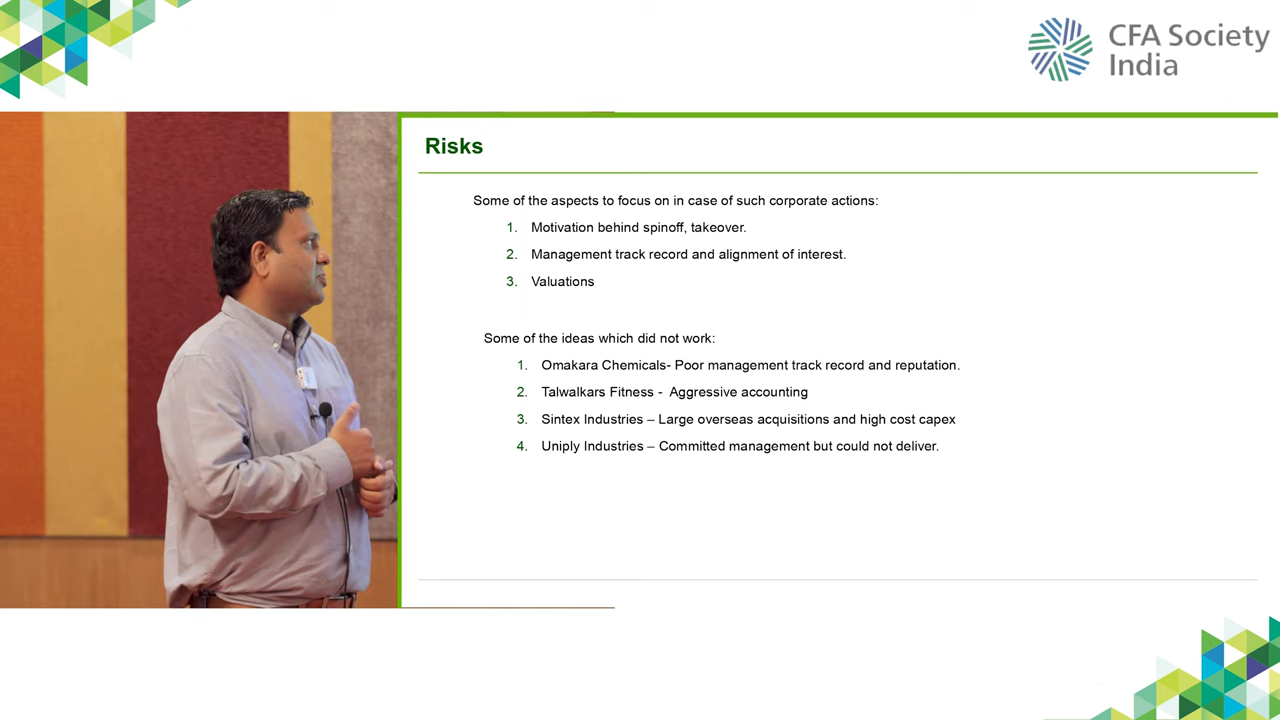 CFA Society
India
Risks
Some of the aspects to focus on in case of such corporate actions:
1. Motivation behind spinoff, takeover.
2. Management track record and alignment of interest.
3. Valuations
Some of the ideas which did not work:
1. Omakara Chemicals- Poor management track record and reputation.
2. Talwalkars Fitness - Aggressive accounting
3. Sintex Industries – Large overseas acquisitions and high cost capex
4. Uniply Industries – Committed management but could not deliver.